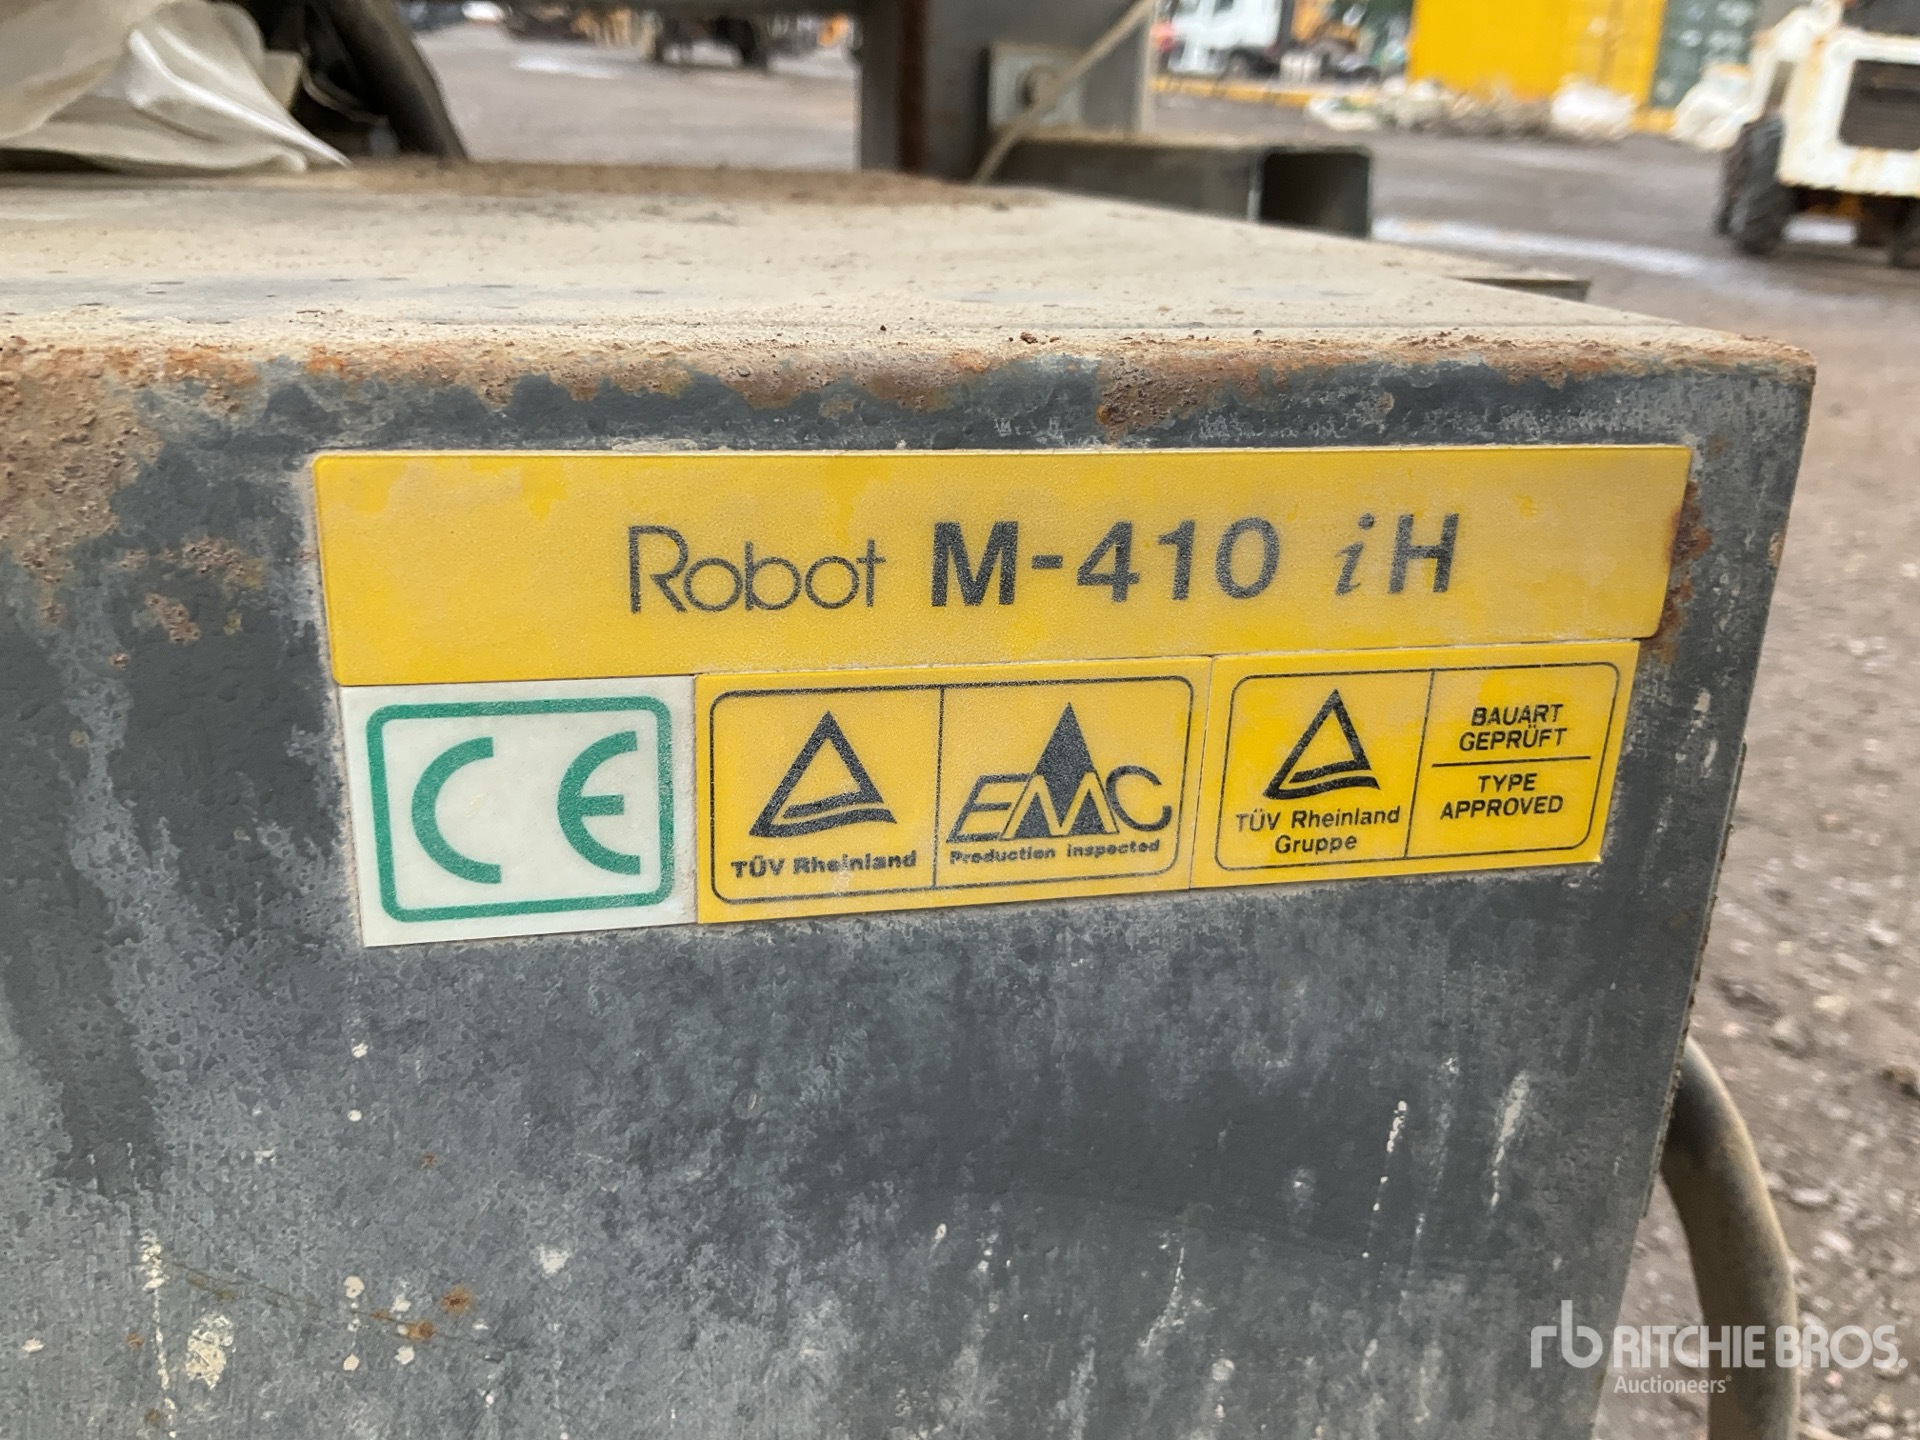 Robot M-410 iH
CE
TÜV Rheinland
EMC
Production inspected
TÜV Rheinland
Gruppe
BAUART
GEPRÜFT
TYPE
APPROVED
rb RITCHIE BROS.
Auctioneers